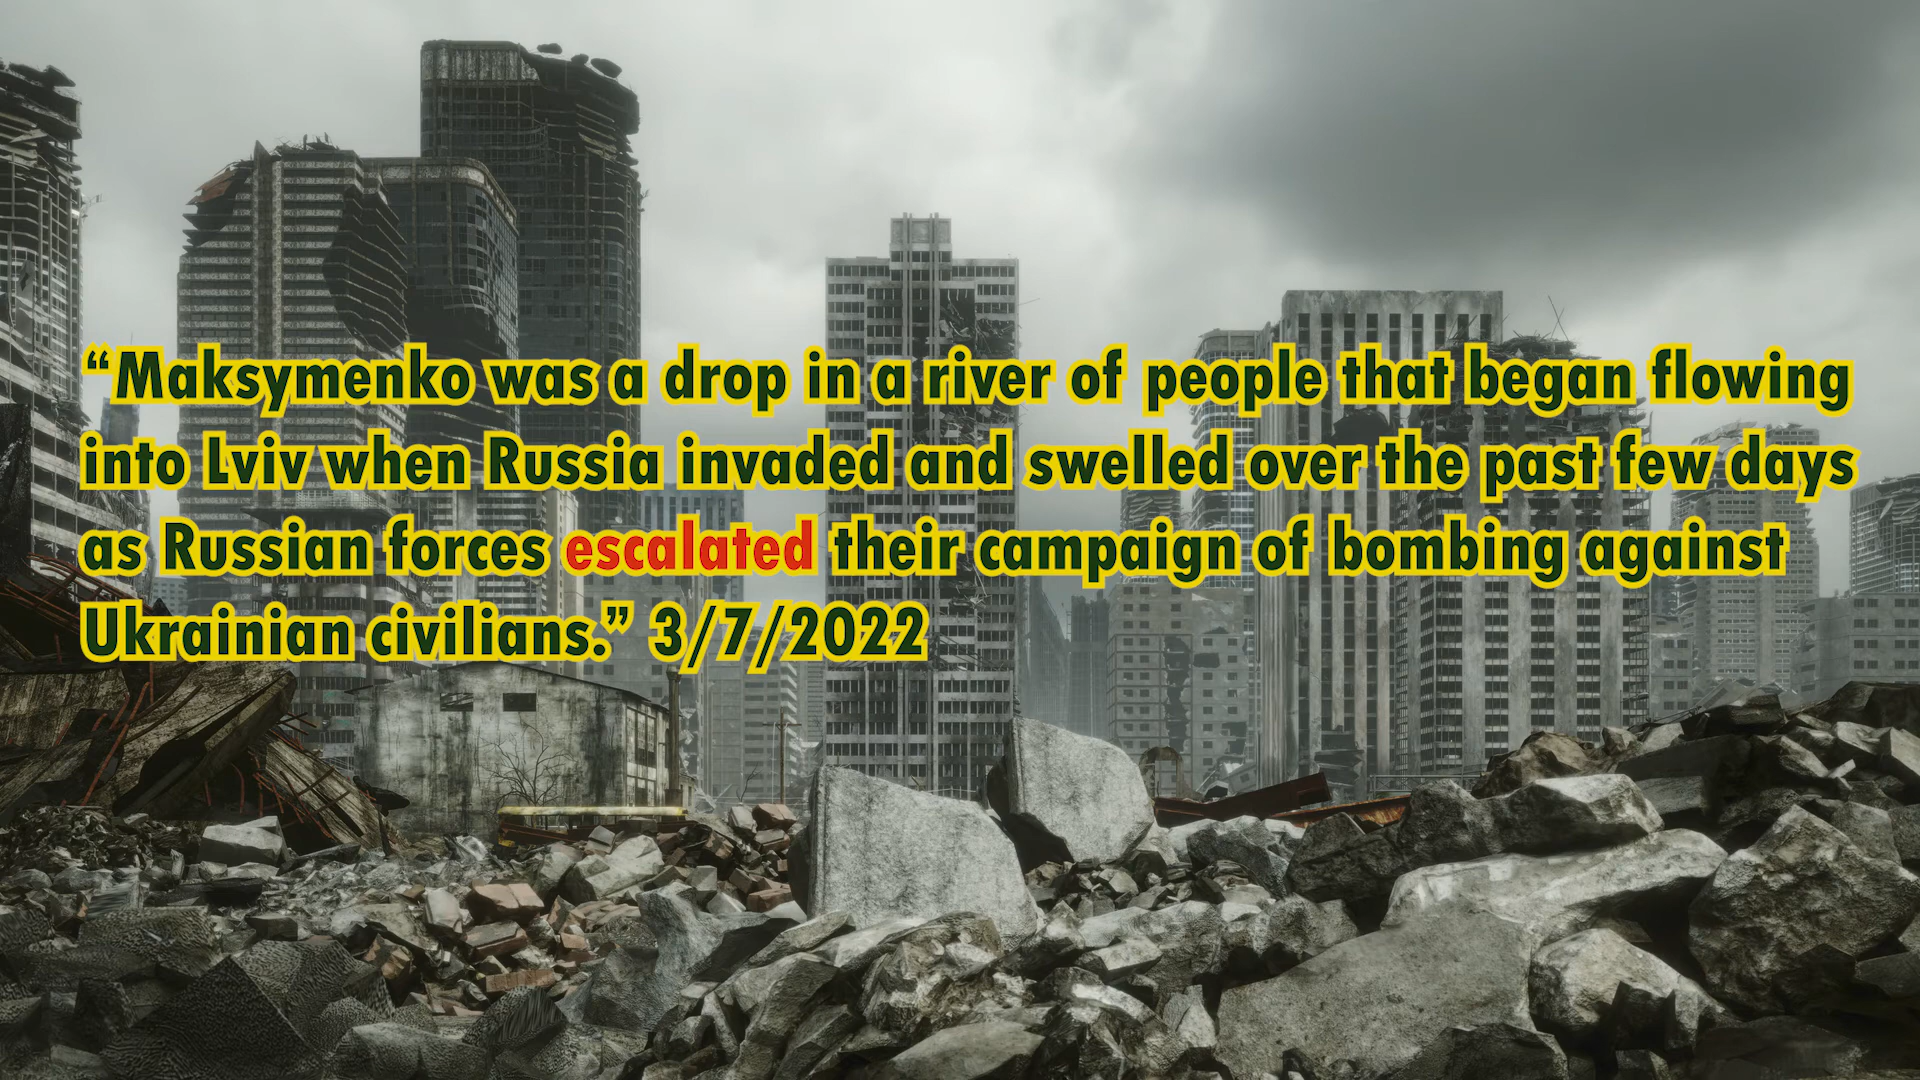 “Maksymenko was a drop in a river of people that began flowing
into Lviv when Russia invaded and swelled over the past few days
as Russian forces escalated their campaign of bombing against
Ukrainian civilians.” 3/7/2022